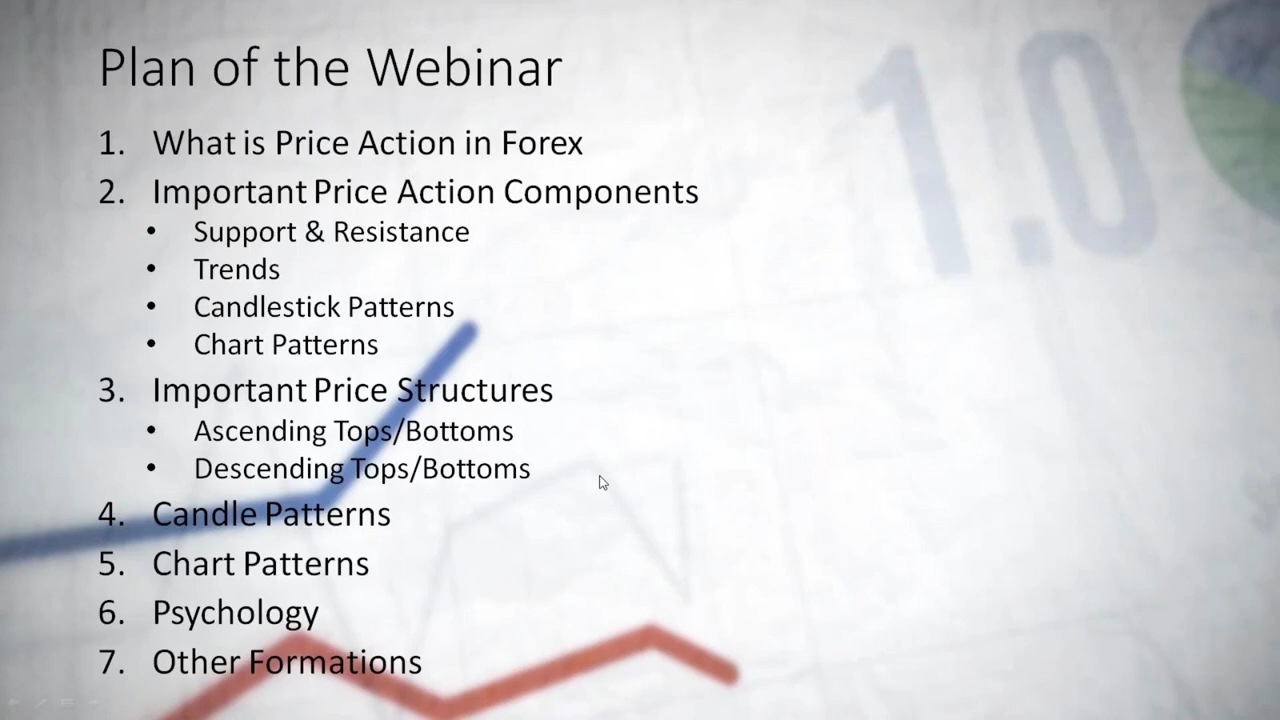 Plan of the Webinar
1.0
1. What is Price Action in Forex
2. Important Price Action Components
• Support & Resistance
• Trends
• Candlestick Patterns
• Chart Patterns
3. Important Price Structures
• Ascending Tops/Bottoms
• Descending Tops/Bottoms
4. Candle Patterns
5. Chart Patterns
6. Psychology
7. Other Formations